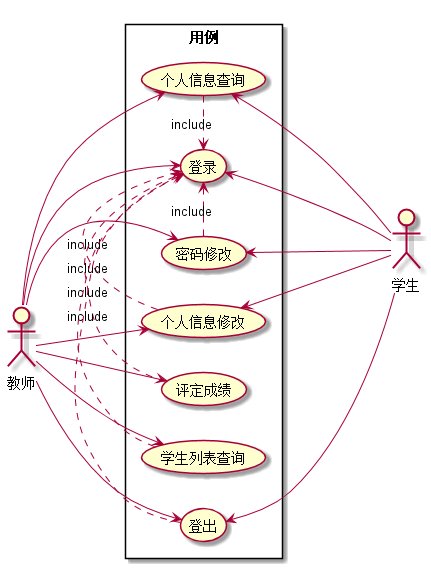 用例
个人信息查询
include
登录
include
密码修改
include
include
include
include
个人信息修改
评定成绩
学生列表查询
登出
教师
学生